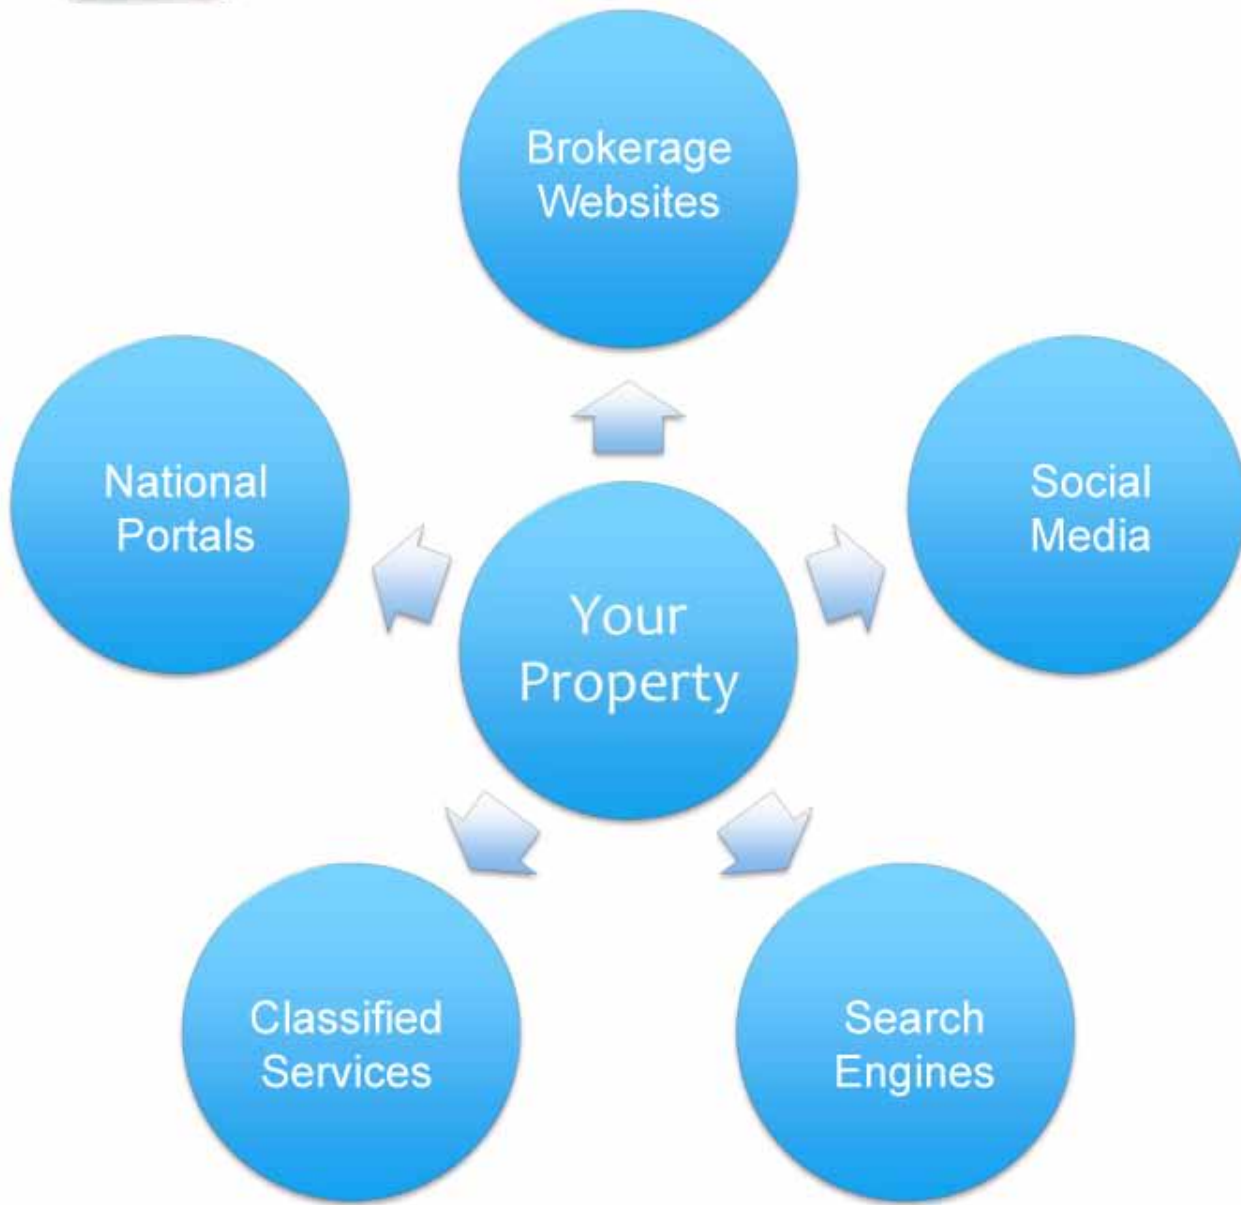 Brokerage
Websites
National
Portals
Social
Media
Your
Property
Classified
Services
Search
Engines